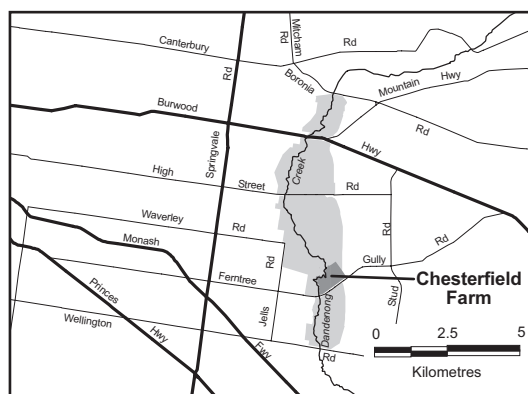 Mitcham
Rd
Canterbury
Rd
Boronia
Mountain
Hwy
Rd
Burwood
Rd
Hwy
Springvale
Creek
High
Street
Rd
Waverley
Rd
Monash
Rd
Rd
Gully
Rd
Ferntree
Chesterfield
Farm
Princes
Hwy
Wellington
Jells
Fwy
Dandenong
Rd
Stud
0
2.5
5
Kilometres